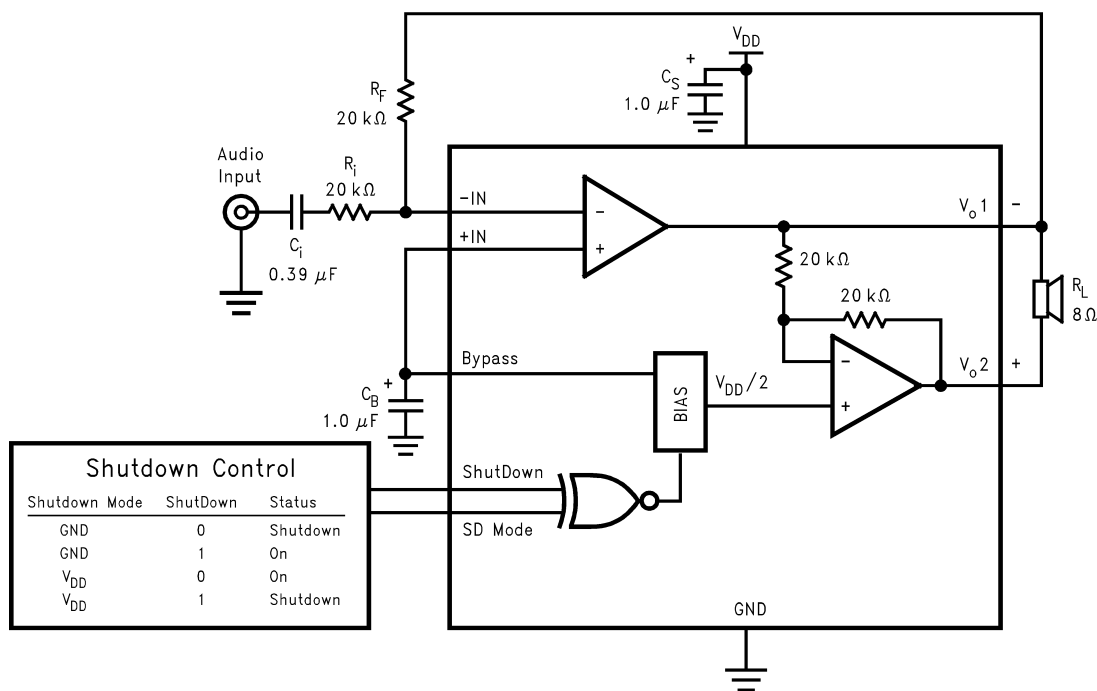 V_DD
C_S
+
1.0 μF
R_F
20 kΩ
Audio
Input
R_i
20 kΩ
C_i
0.39 μF
-IN
+IN
-
+
V_o1 -
20 kΩ
20 kΩ
R_L
8Ω
Bypass
+
C_B
1.0 μF
BIAS
V_DD/2
-
+
V_o2 +
ShutDown
SD Mode
GND
Shutdown Control
Shutdown Mode ShutDown Status
GND 0 Shutdown
GND 1 On
V_DD 0 On
V_DD 1 Shutdown